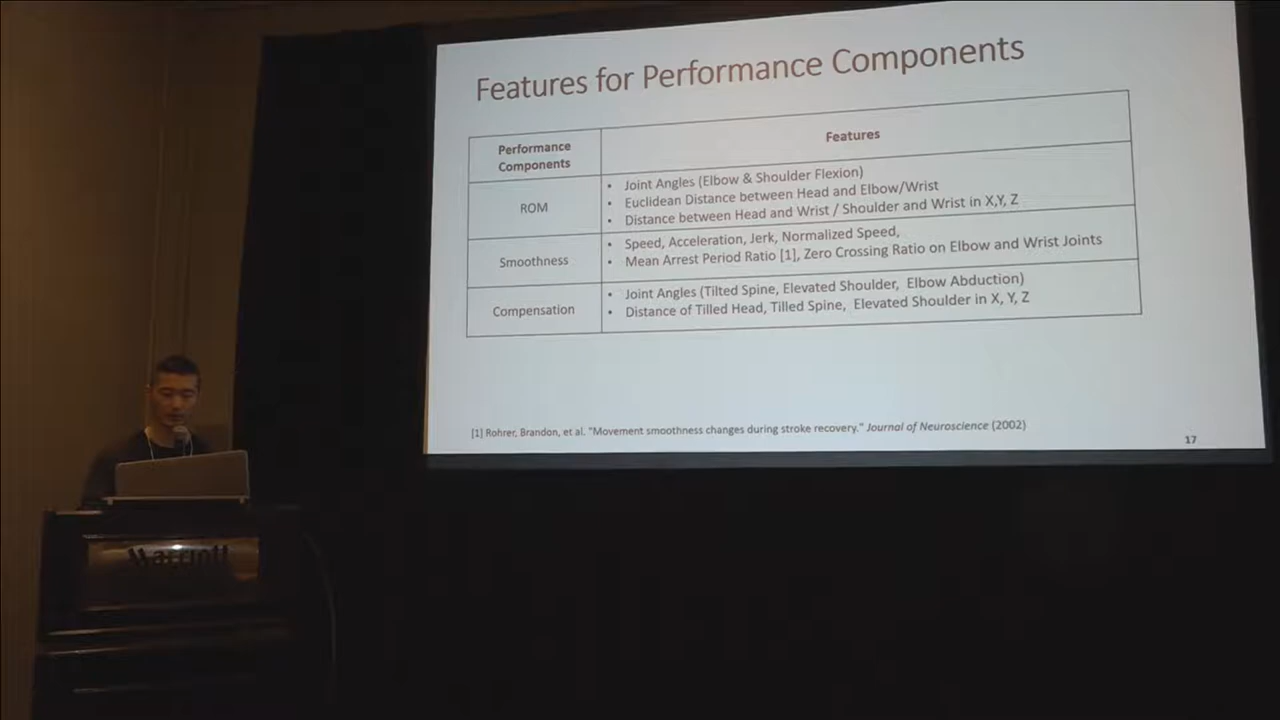 Features for Performance Components
Performance
Components
Features
ROM
• Joint Angles (Elbow & Shoulder Flexion)
• Euclidean Distance between Head and Elbow/Wrist
• Distance between Head and Wrist / Shoulder and Wrist in X,Y, Z
Smoothness
• Speed, Acceleration, Jerk, Normalized Speed,
• Mean Arrest Period Ratio [1], Zero Crossing Ratio on Elbow and Wrist Joints
Compensation
• Joint Angles (Tilted Spine, Elevated Shoulder, Elbow Abduction)
• Distance of Tilled Head, Tilled Spine, Elevated Shoulder in X, Y, Z
[1] Rohrer, Brandon, et al. "Movement smoothness changes during stroke recovery." Journal of Neuroscience (2002)
17
Marriott